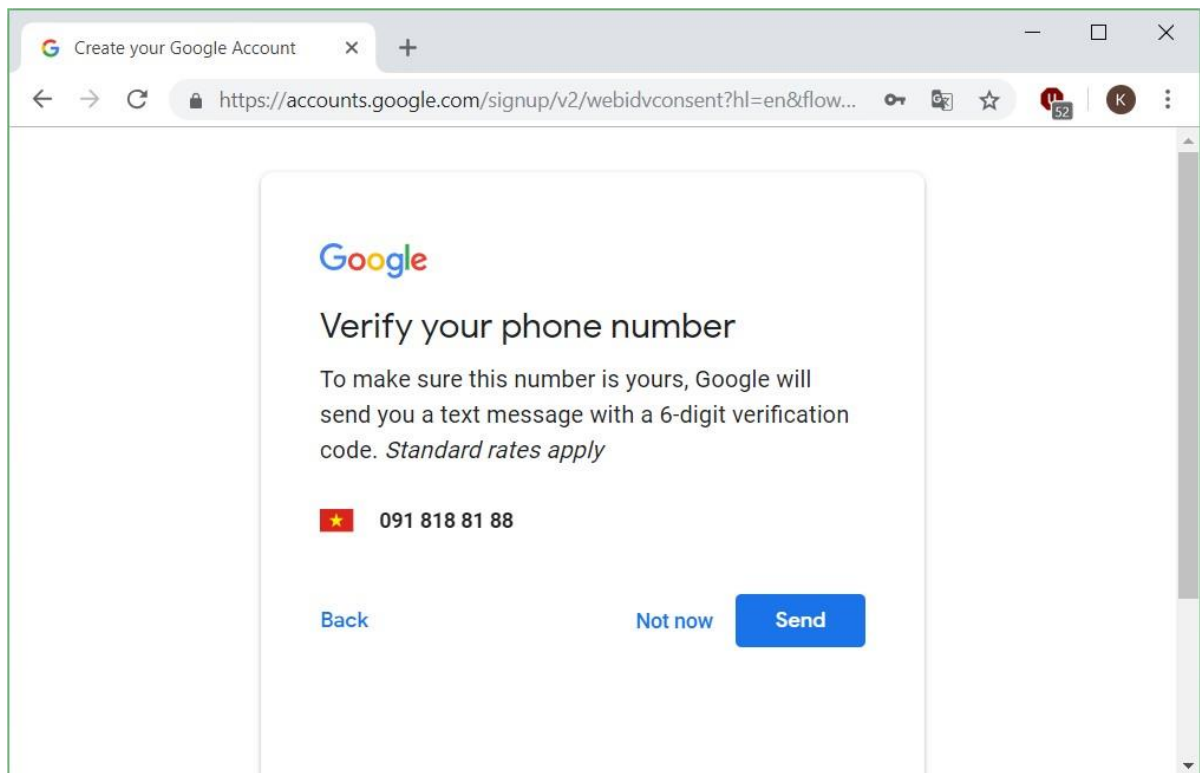 Create your Google Account
https://accounts.google.com/signup/v2/webidvconsent?hl=en&flow...
52
K
Google
Verify your phone number
To make sure this number is yours, Google will
send you a text message with a 6-digit verification
code. Standard rates apply
091 818 81 88
Back Not now Send